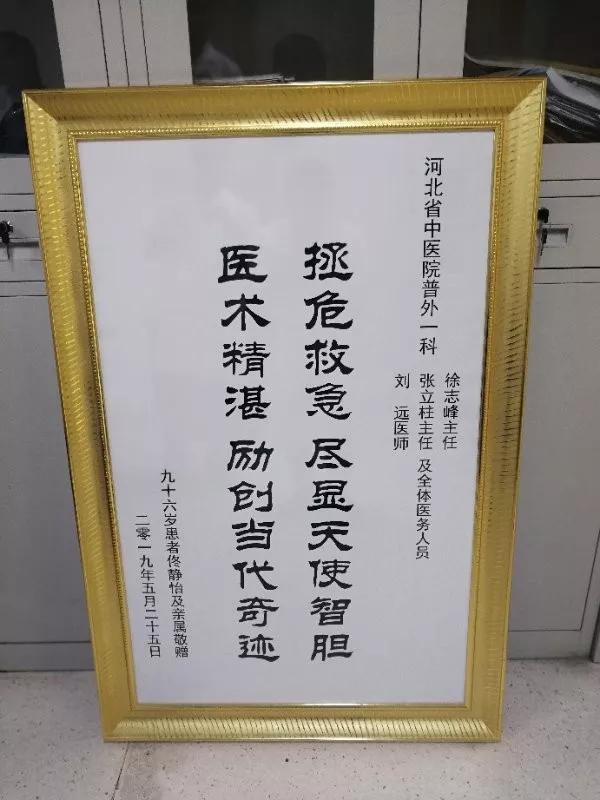 河北省中医院普外一科
徐志峰主任
张立柱主任 及全体医务人员
刘 远医师
拯危救急 尽显天使智胆
医术精湛 励创当代奇迹
九十六岁患者佟静怡及亲属敬赠
二零一九年五月二十五日